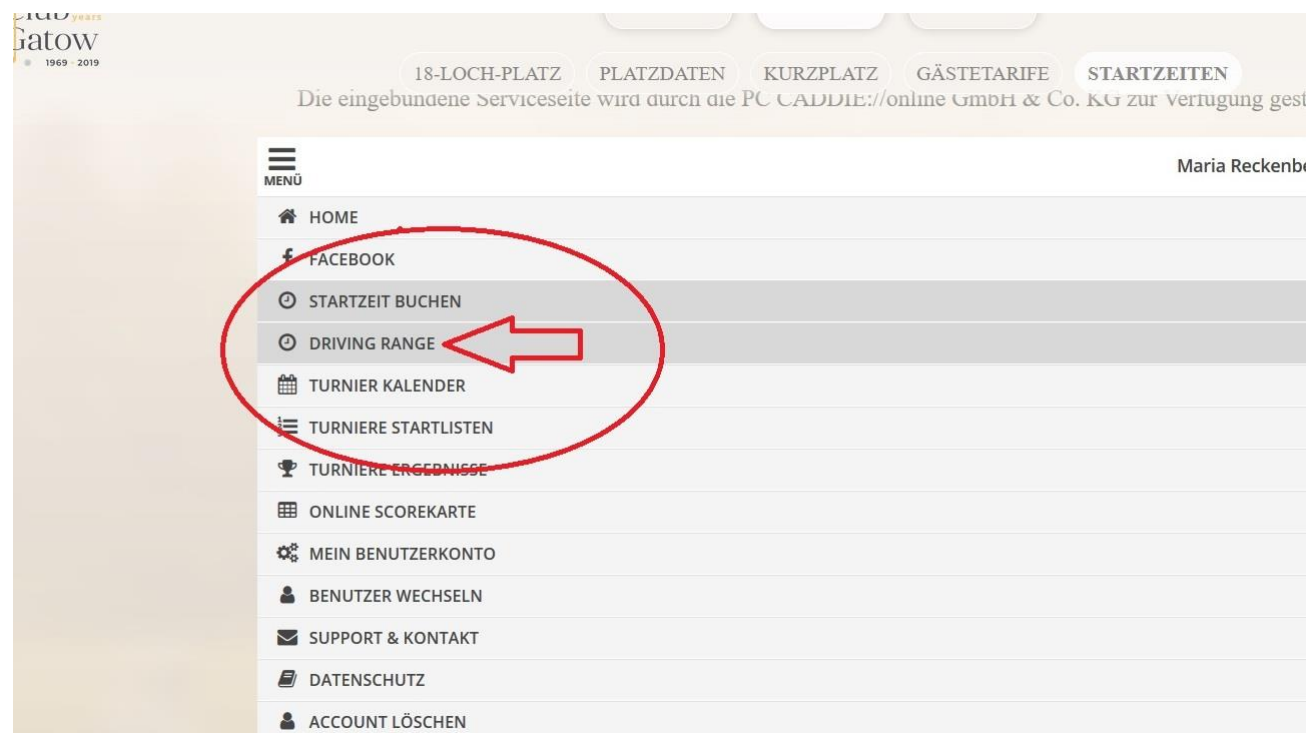 Club years
Gatow
1969 - 2019
18-LOCH-PLATZ PLATZDATEN KURZPLATZ GÄSTETARIFE STARTZEITEN
Die eingebundene Serviceseite wird durch die PC CADDIE://online GmbH & Co. KG zur Verfügung gest
MENÜ
Maria Reckenbe
HOME
FACEBOOK
STARTZEIT BUCHEN
DRIVING RANGE
TURNIER KALENDER
TURNIERE STARTLISTEN
TURNIERE ERGEBNISSE
ONLINE SCOREKARTE
MEIN BENUTZERKONTO
BENUTZER WECHSELN
SUPPORT & KONTAKT
DATENSCHUTZ
ACCOUNT LÖSCHEN